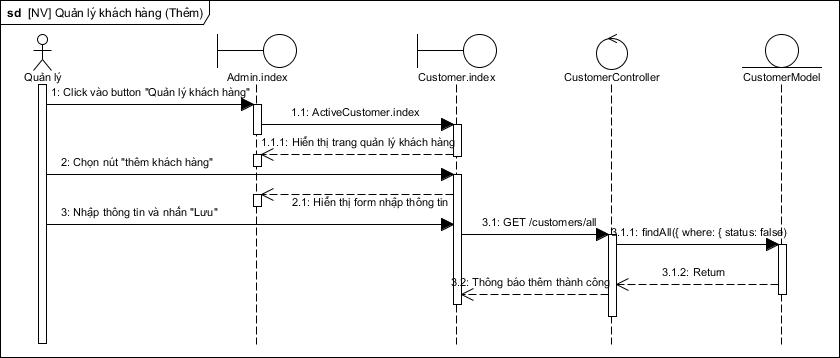 sd [NV] Quản lý khách hàng (Thêm)
Quản lý
Admin.index
Customer.index
CustomerController
CustomerModel
1: Click vào button "Quản lý khách hàng"
1.1: ActiveCustomer.index
1.1.1: Hiển thị trang quản lý khách hàng
2: Chọn nút "thêm khách hàng"
2.1: Hiển thị form nhập thông tin
3: Nhập thông tin và nhấn "Lưu"
3.1: GET /customers/all
3.1.1: findAll({ where: { status: false)
3.1.2: Return
3.2: Thông báo thêm thành công